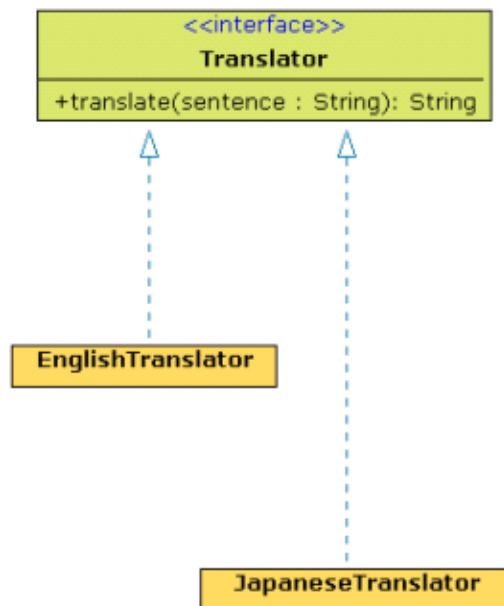 <<interface>>
Translator
+translate(sentence : String): String
EnglishTranslator
JapaneseTranslator